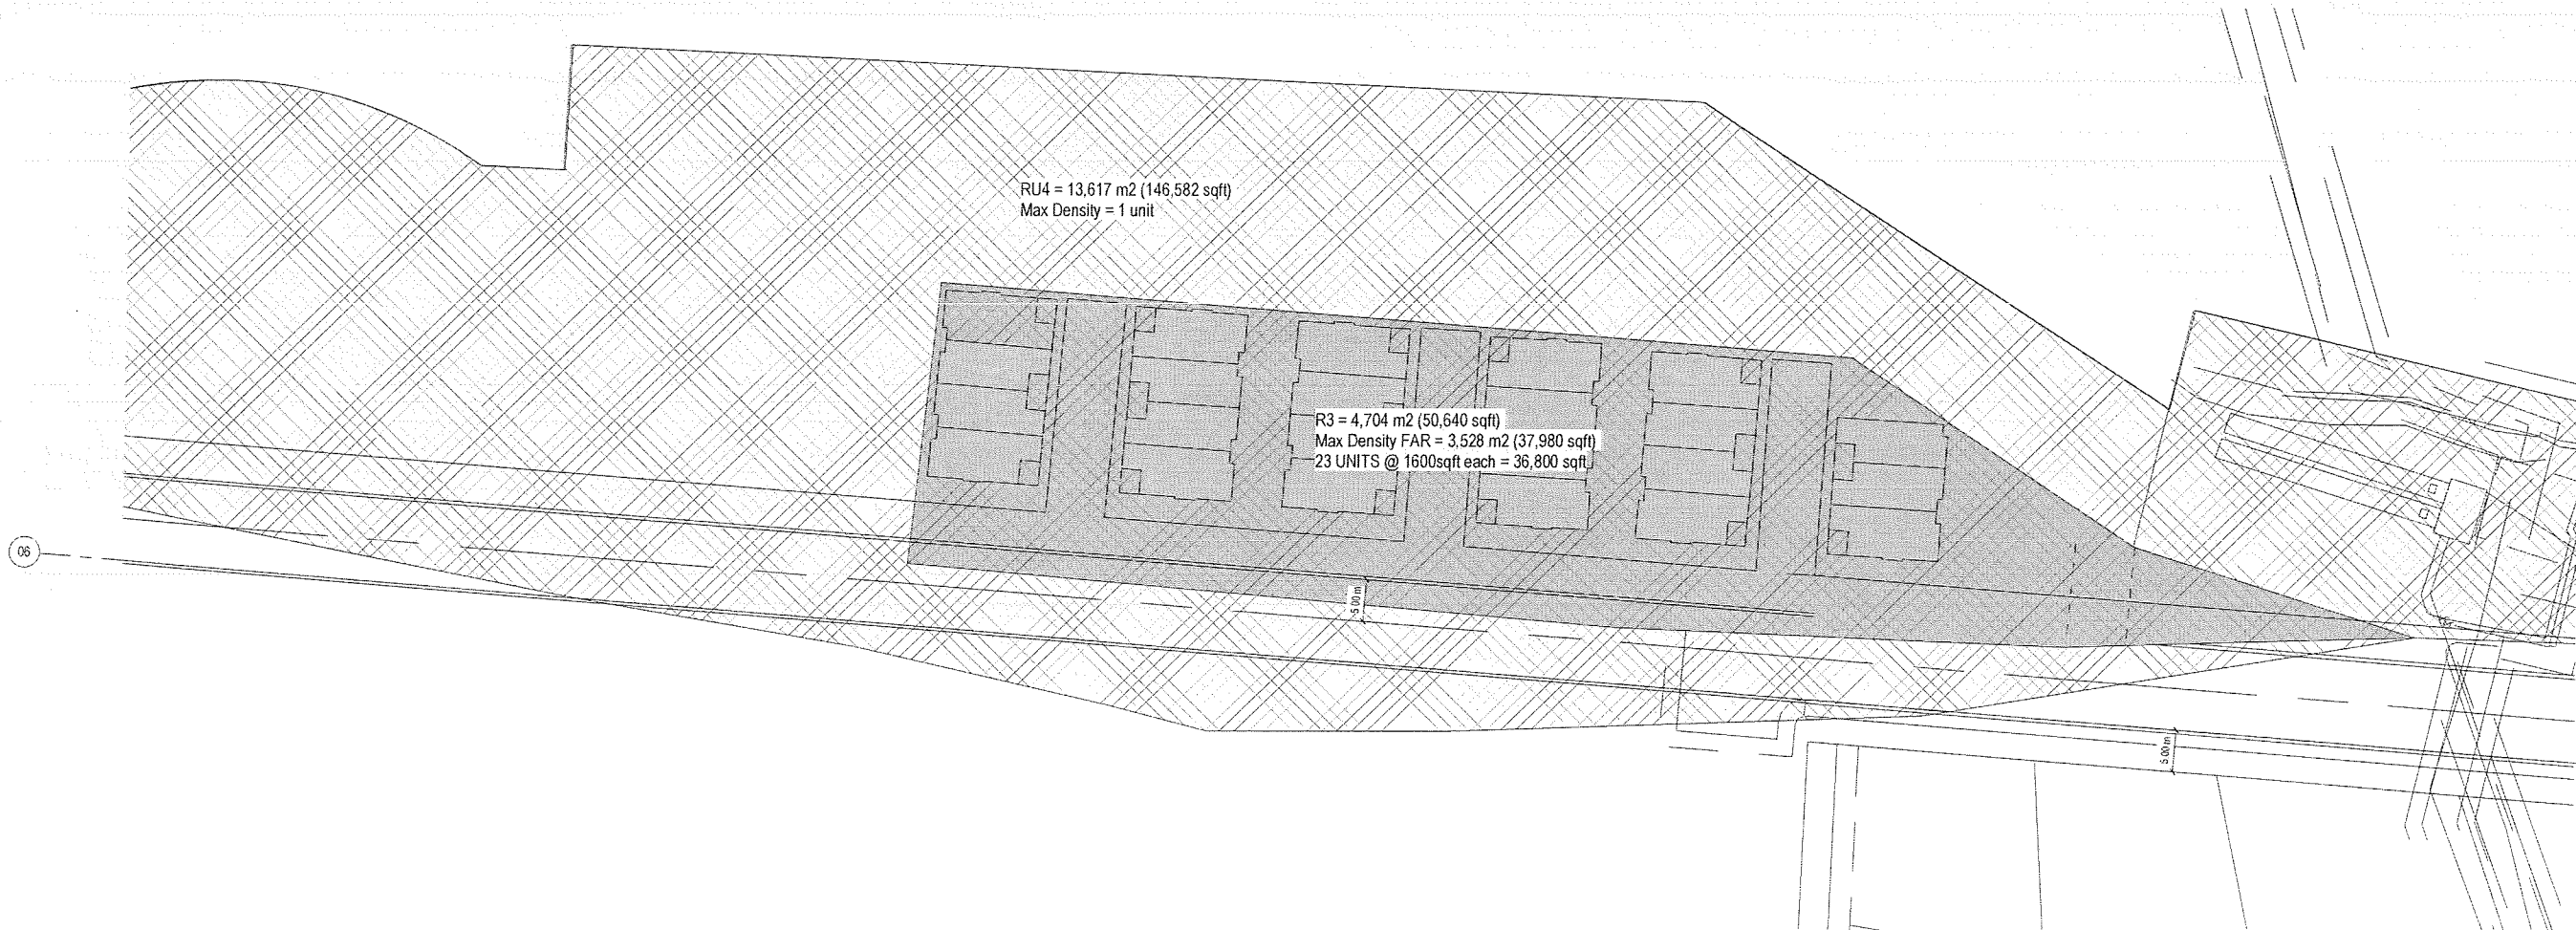 RU4 = 13,617 m2 (146,582 sqft)
Max Density = 1 unit
R3 = 4,704 m2 (50,640 sqft)
Max Density FAR = 3,528 m2 (37,980 sqft)
23 UNITS @ 1600sqft each = 36,800 sqft
06
5.00 m
5.00 m